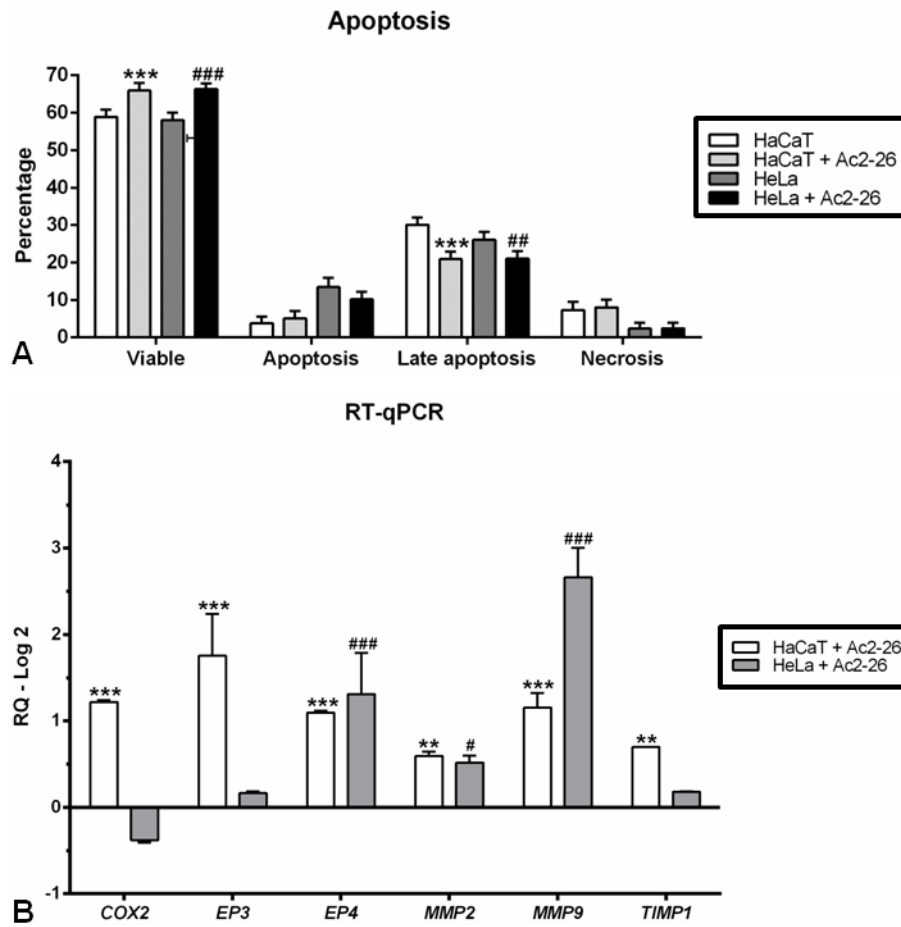 Apoptosis
*** ###
70
60
50
40
30
20
10
0
Percentage
*** ##
Viable Apoptosis Late apoptosis Necrosis
HaCaT
HaCaT + Ac2-26
HeLa
HeLa + Ac2-26
A
RT-qPCR
4
3
2
1
0
-1
RQ - Log 2
*** *** *** ### ** # *** ### **
HaCaT + Ac2-26
HeLa + Ac2-26
COX2 EP3 EP4 MMP2 MMP9 TIMP1
B